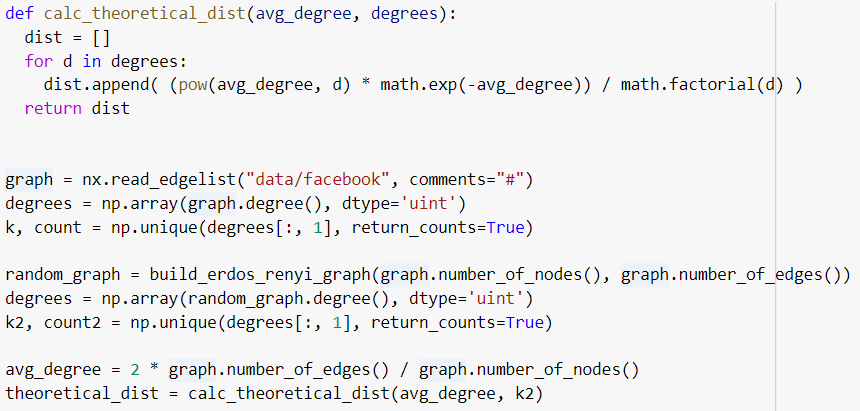 def calc_theoretical_dist(avg_degree, degrees):
  dist = []
  for d in degrees:
    dist.append( (pow(avg_degree, d) * math.exp(-avg_degree)) / math.factorial(d) )
  return dist
graph = nx.read_edgelist("data/facebook", comments="#")
degrees = np.array(graph.degree(), dtype='uint')
k, count = np.unique(degrees[:, 1], return_counts=True)
random_graph = build_erdos_renyi_graph(graph.number_of_nodes(), graph.number_of_edges())
degrees = np.array(random_graph.degree(), dtype='uint')
k2, count2 = np.unique(degrees[:, 1], return_counts=True)
avg_degree = 2 * graph.number_of_edges() / graph.number_of_nodes()
theoretical_dist = calc_theoretical_dist(avg_degree, k2)